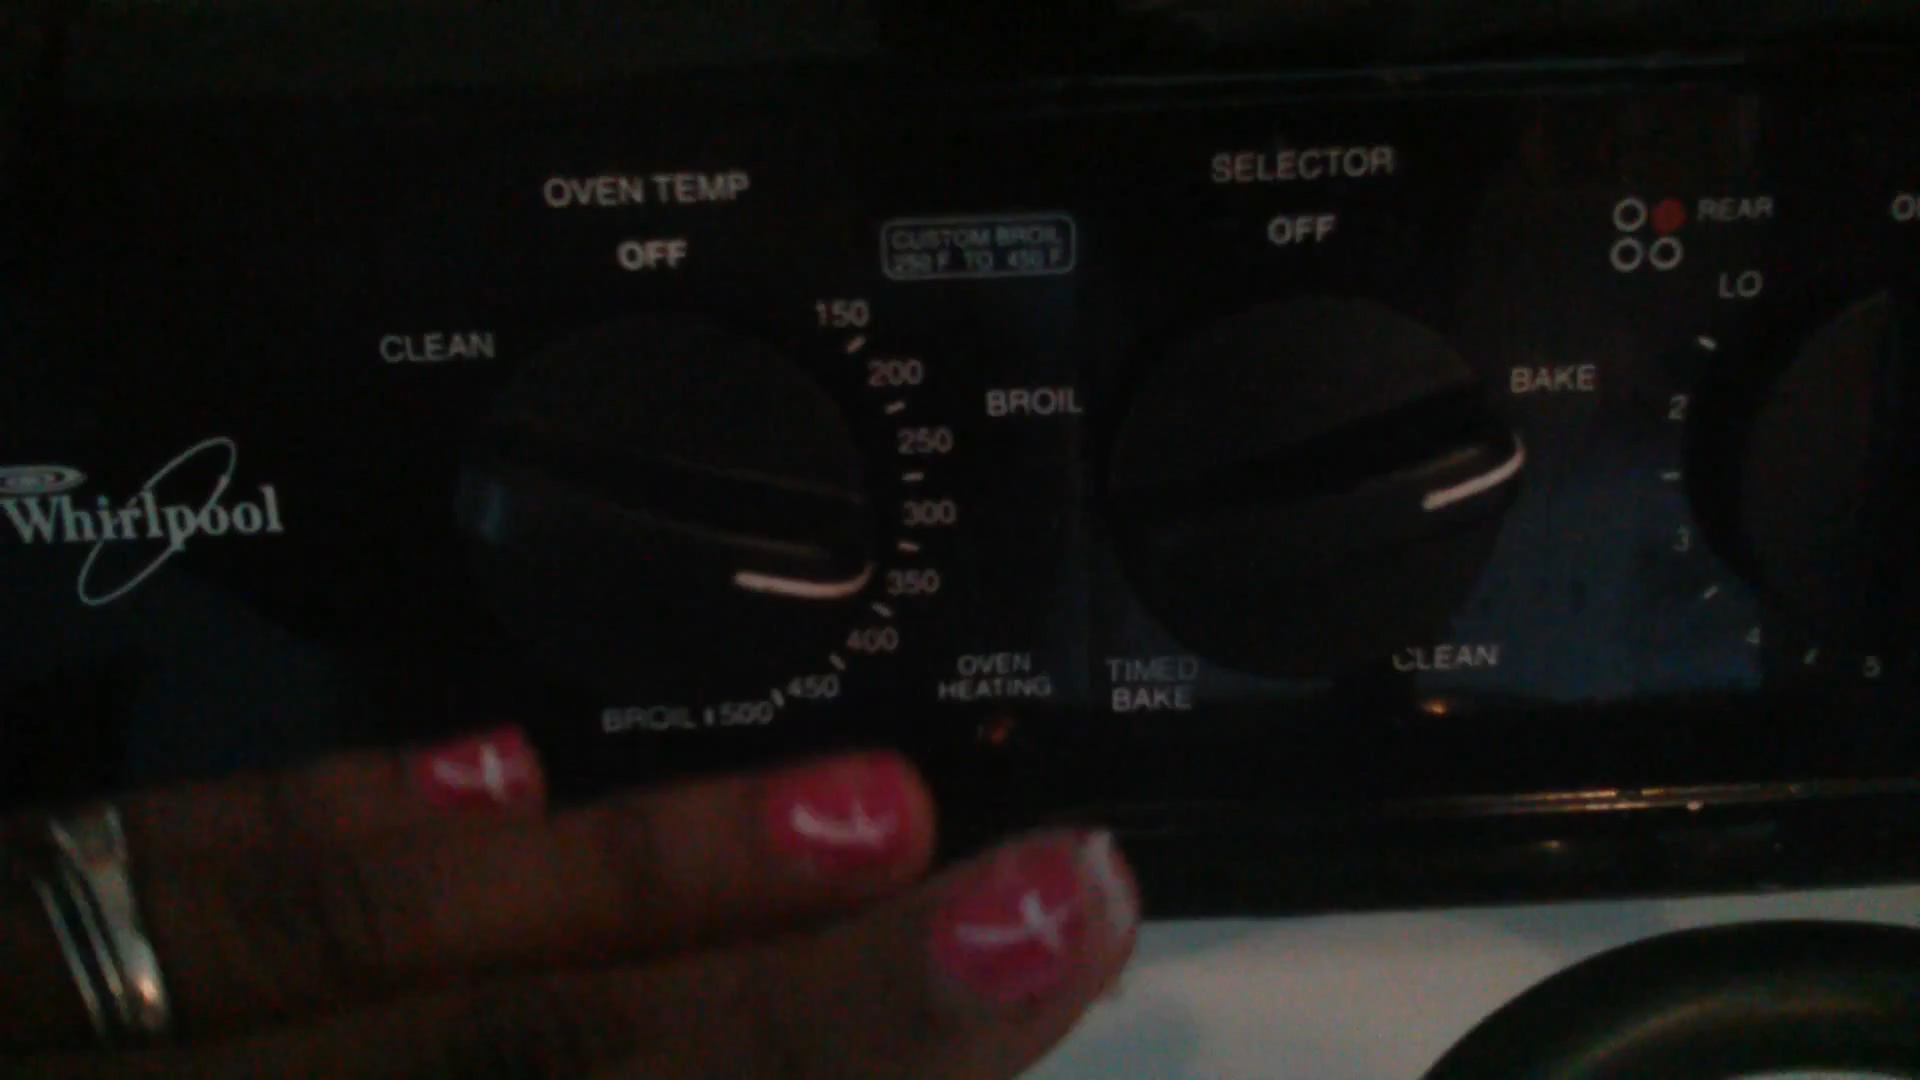 OVEN TEMP
OFF
CLEAN
150
200
250
300
350
400
450
500
BROIL
Whirlpool
CUSTOM BROIL
250 F TO 450 F
OVEN
HEATING
SELECTOR
OFF
BROIL
BAKE
TIMED
BAKE
CLEAN
REAR
LO
2
3
4
5